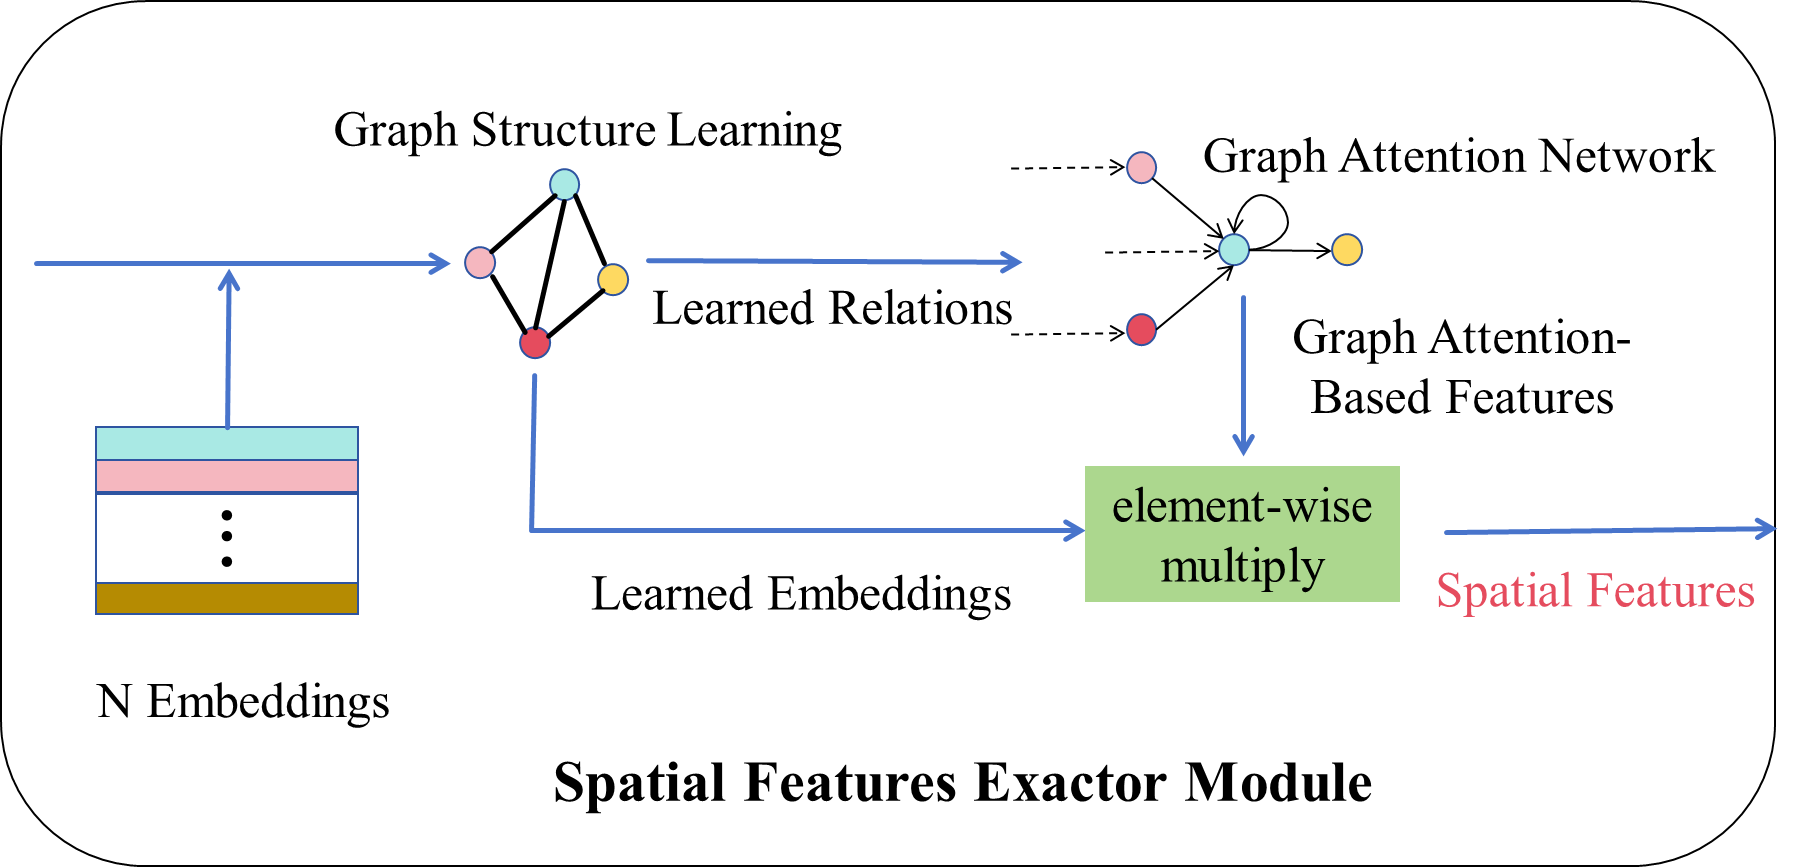 Graph Structure Learning
Graph Attention Network
Learned Relations
Graph Attention-
Based Features
element-wise
multiply
Learned Embeddings
Spatial Features
N Embeddings
Spatial Features Exactor Module